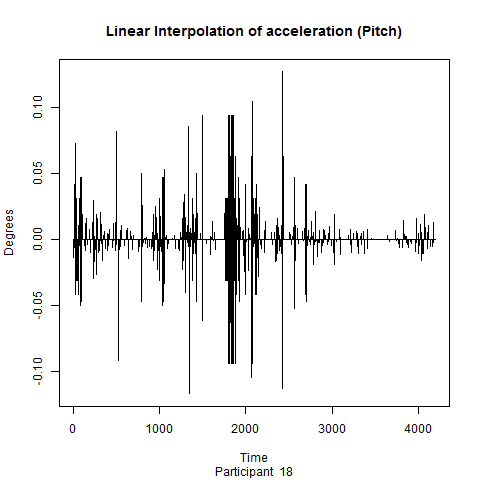 Linear Interpolation of acceleration (Pitch)
Degrees
0.10
0.05
0.00
-0.05
-0.10
0 1000 2000 3000 4000
Time
Participant 18